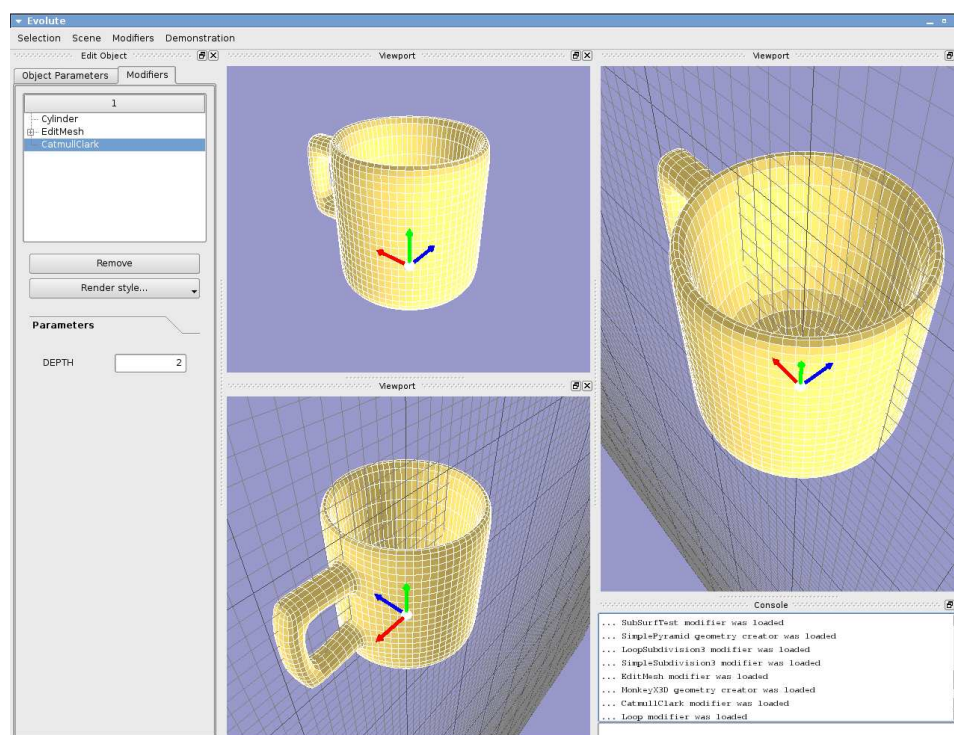 Evolute
Selection Scene Modifiers Demonstration
Edit Object
Object Parameters Modifiers
1
Cylinder
EditMesh
CatmullClark
Remove
Render style...
Parameters
DEPTH 2
Viewport
Viewport
Viewport
Console
... SubSurfTest modifier was loaded
... SimplePyramid geometry creator was loaded
... LoopSubdivision3 modifier was loaded
... SimpleSubdivision3 modifier was loaded
... EditMesh modifier was loaded
... MonkeyX3D geometry creator was loaded
... CatmullClark modifier was loaded
... Loop modifier was loaded